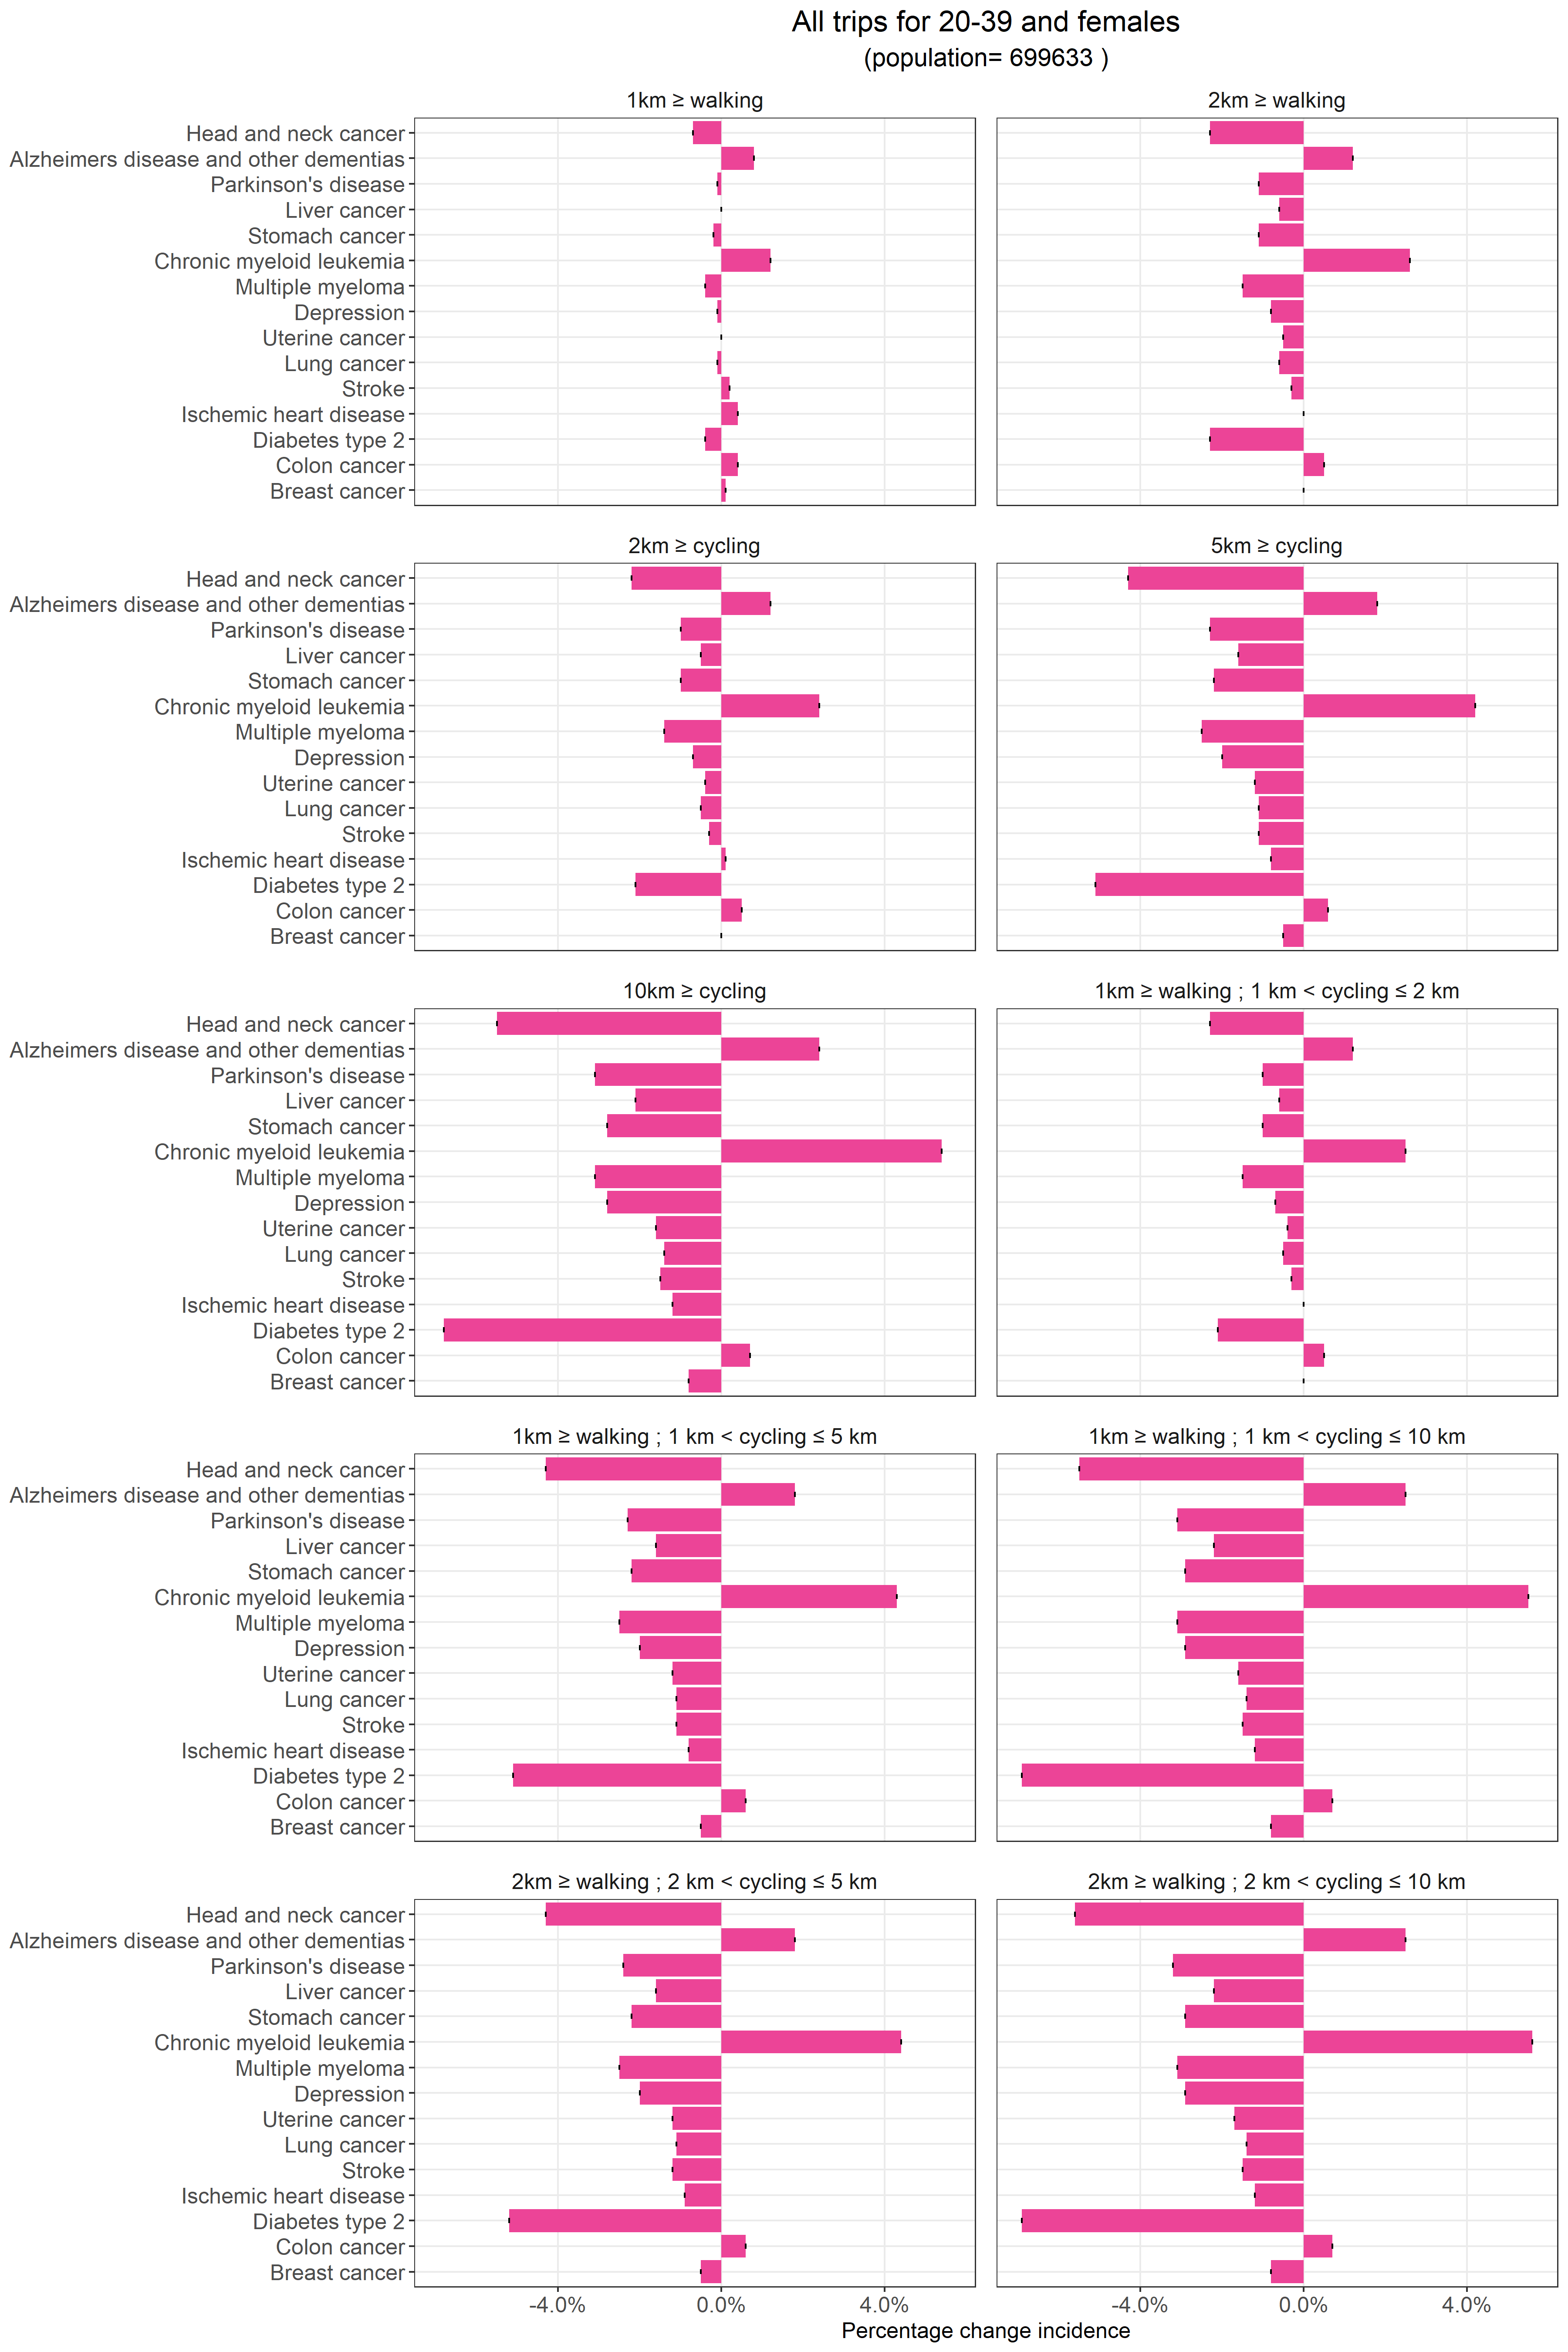 All trips for 20-39 and females
(population= 699633 )
1km ≥ walking
2km ≥ walking
Head and neck cancer
Alzheimers disease and other dementias
Parkinson's disease
Liver cancer
Stomach cancer
Chronic myeloid leukemia
Multiple myeloma
Depression
Uterine cancer
Lung cancer
Stroke
Ischemic heart disease
Diabetes type 2
Colon cancer
Breast cancer
2km ≥ cycling
5km ≥ cycling
Head and neck cancer
Alzheimers disease and other dementias
Parkinson's disease
Liver cancer
Stomach cancer
Chronic myeloid leukemia
Multiple myeloma
Depression
Uterine cancer
Lung cancer
Stroke
Ischemic heart disease
Diabetes type 2
Colon cancer
Breast cancer
10km ≥ cycling
1km ≥ walking ; 1 km < cycling ≤ 2 km
Head and neck cancer
Alzheimers disease and other dementias
Parkinson's disease
Liver cancer
Stomach cancer
Chronic myeloid leukemia
Multiple myeloma
Depression
Uterine cancer
Lung cancer
Stroke
Ischemic heart disease
Diabetes type 2
Colon cancer
Breast cancer
1km ≥ walking ; 1 km < cycling ≤ 5 km
1km ≥ walking ; 1 km < cycling ≤ 10 km
Head and neck cancer
Alzheimers disease and other dementias
Parkinson's disease
Liver cancer
Stomach cancer
Chronic myeloid leukemia
Multiple myeloma
Depression
Uterine cancer
Lung cancer
Stroke
Ischemic heart disease
Diabetes type 2
Colon cancer
Breast cancer
2km ≥ walking ; 2 km < cycling ≤ 5 km
2km ≥ walking ; 2 km < cycling ≤ 10 km
Head and neck cancer
Alzheimers disease and other dementias
Parkinson's disease
Liver cancer
Stomach cancer
Chronic myeloid leukemia
Multiple myeloma
Depression
Uterine cancer
Lung cancer
Stroke
Ischemic heart disease
Diabetes type 2
Colon cancer
Breast cancer
-4.0% 0.0% 4.0% -4.0% 0.0% 4.0%
Percentage change incidence